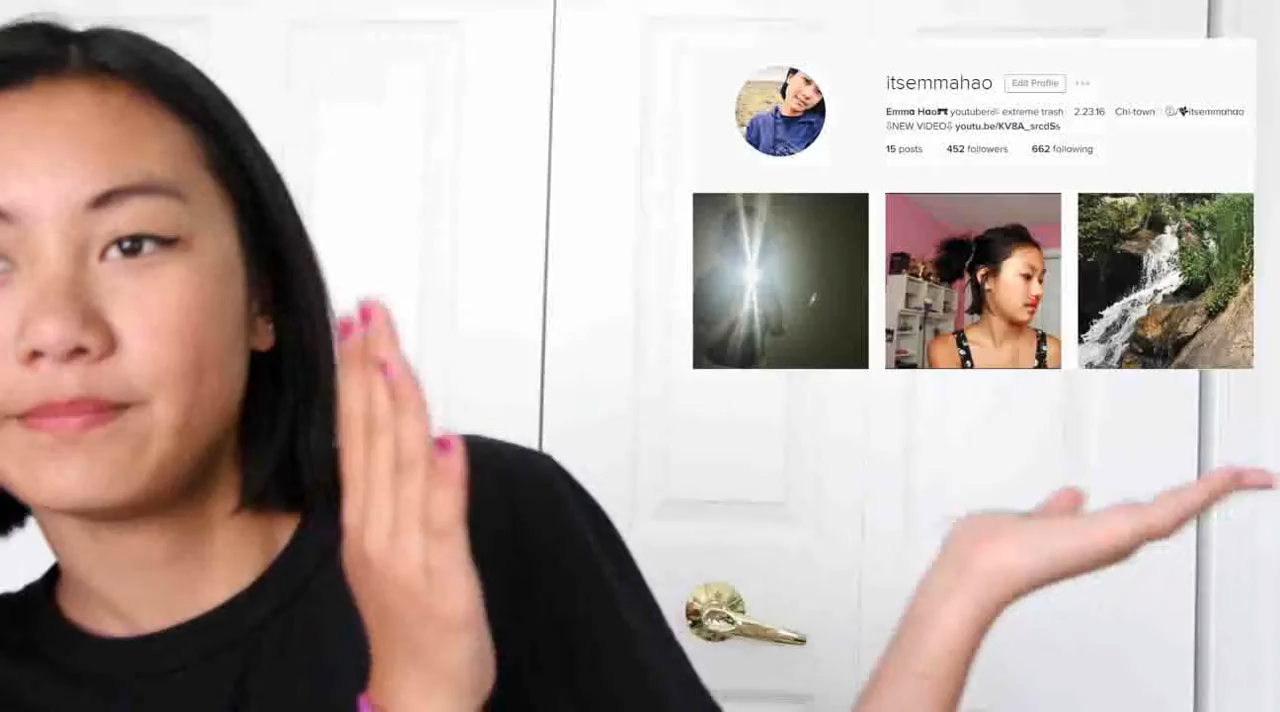 itsemmahao Edit Profile
Emma Hao youtuber extreme trash 2.23.16 Chi-town itsemmahao
NEW VIDEO youtu.be/KV8A_srcdSs
15 posts 452 followers 662 following